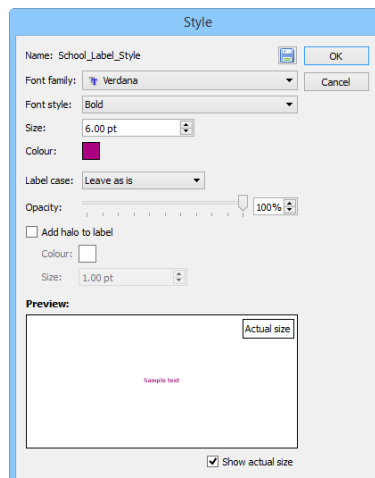 Style
Name: School_Label_Style
OK
Font family: Verdana
Cancel
Font style: Bold
Size: 6.00 pt
Colour:
Label case: Leave as is
Opacity: 100%
Add halo to label
Colour:
Size: 1.00 pt
Preview:
Actual size
Sample text
Show actual size